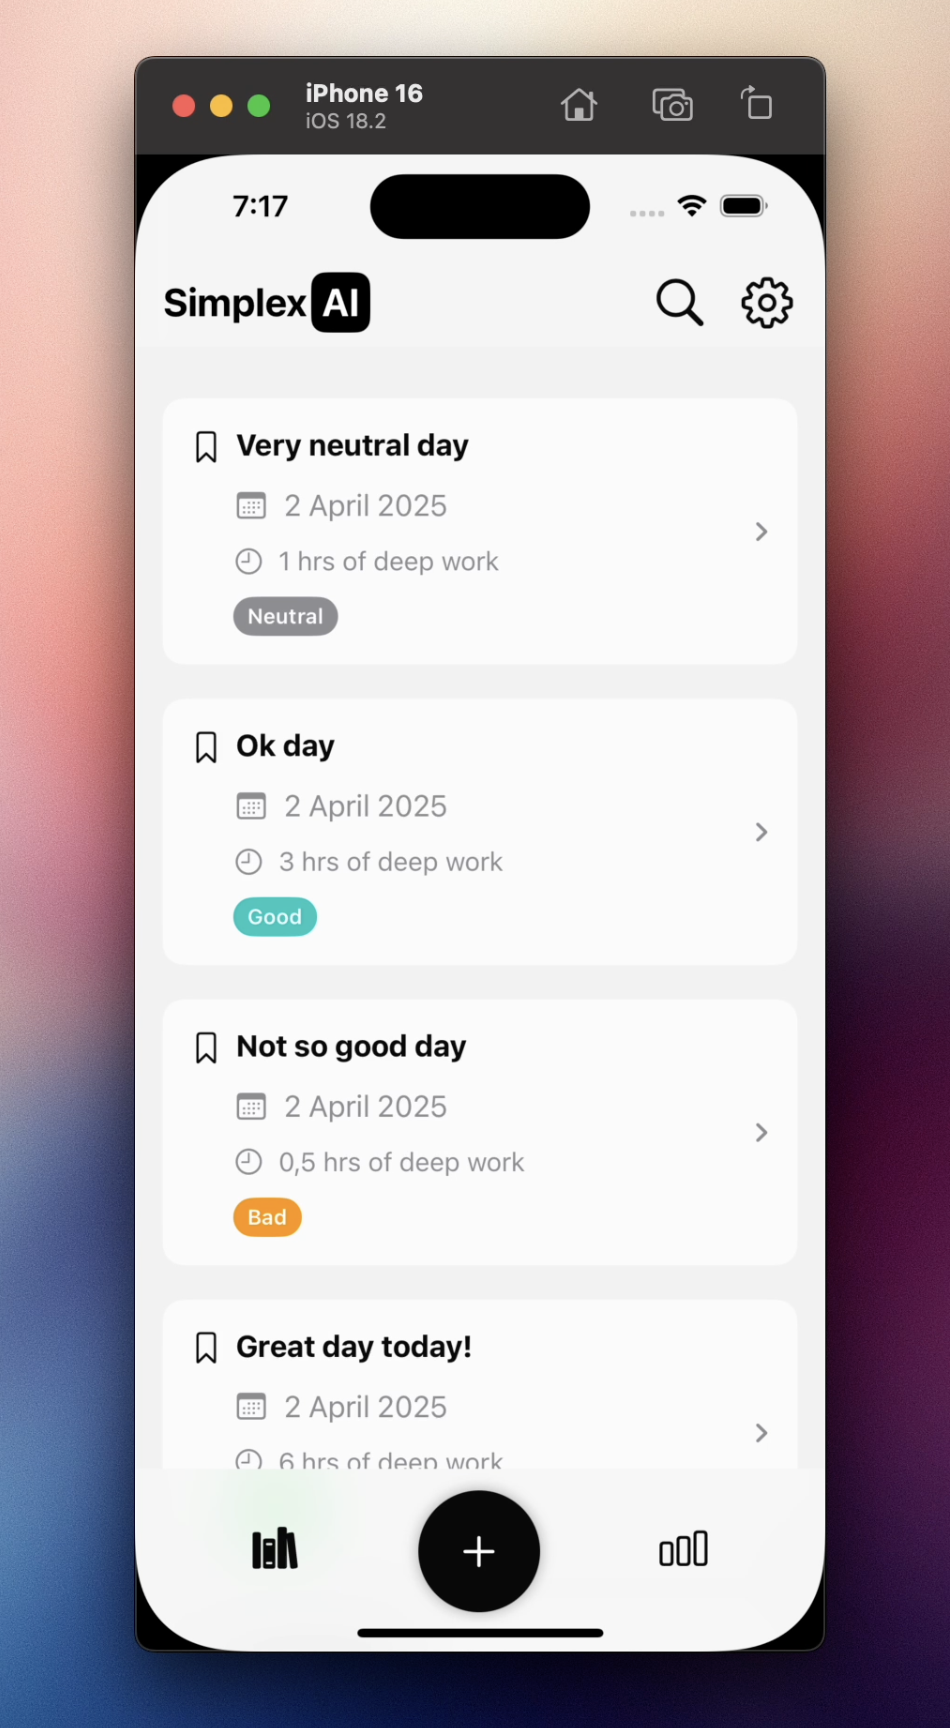 iPhone 16
iOS 18.2
7:17
Simplex AI
Very neutral day
2 April 2025
1 hrs of deep work
Neutral
Ok day
2 April 2025
3 hrs of deep work
Good
Not so good day
2 April 2025
0,5 hrs of deep work
Bad
Great day today!
2 April 2025
6 hrs of deep work